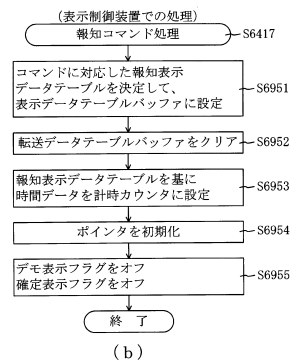 (表示制御装置での処理)
報知コマンド処理
S6417
コマンドに対応した報知表示
データテーブルを決定して、
表示データテーブルバッファに設定
S6951
転送データテーブルバッファをクリア
S6952
報知表示データテーブルを基に
時間データを計時カウンタに設定
S6953
ポインタを初期化
S6954
デモ表示フラグをオフ
確定表示フラグをオフ
S6955
終 了
(b)